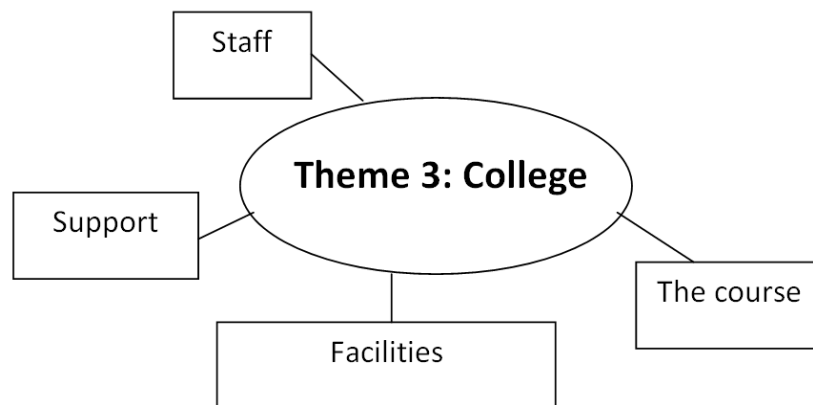 Staff
Theme 3: College
Support
The course
Facilities